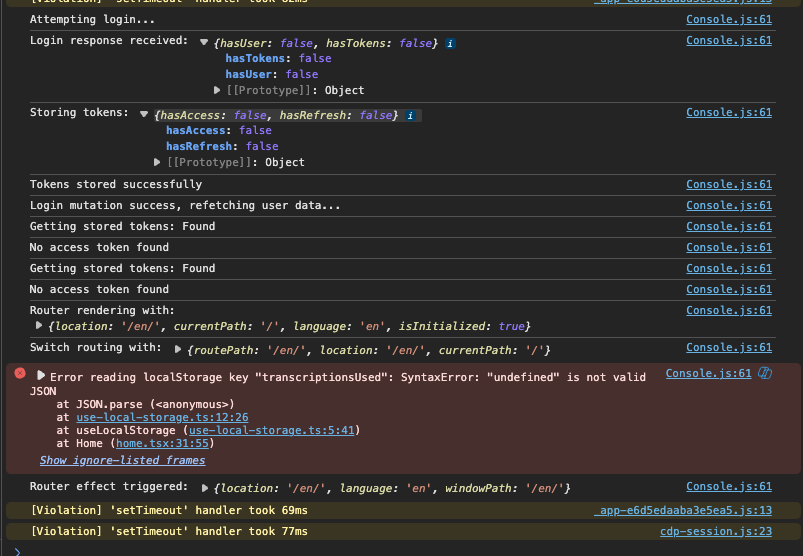 [Violation] 'setTimeout' handler took 62ms _app-e6d5edaaba3e5ea5.js:13
Attempting login... Console.js:61
Login response received: {hasUser: false, hasTokens: false} i Console.js:61
hasTokens: false
hasUser: false
[[Prototype]]: Object
Storing tokens: {hasAccess: false, hasRefresh: false} i Console.js:61
hasAccess: false
hasRefresh: false
[[Prototype]]: Object
Tokens stored successfully Console.js:61
Login mutation success, refetching user data... Console.js:61
Getting stored tokens: Found Console.js:61
No access token found Console.js:61
Getting stored tokens: Found Console.js:61
No access token found Console.js:61
Router rendering with: Console.js:61
{location: '/en/', currentPath: '/', language: 'en', isInitialized: true}
Switch routing with: {routePath: '/en/', location: '/en/', currentPath: '/'} Console.js:61
Error reading localStorage key "transcriptionsUsed": SyntaxError: "undefined" is not valid Console.js:61
JSON
at JSON.parse (<anonymous>)
at use-local-storage.ts:12:26
at useLocalStorage (use-local-storage.ts:5:41)
at Home (home.tsx:31:55)
Show ignore-listed frames
Router effect triggered: {location: '/en/', language: 'en', windowPath: '/en/'} Console.js:61
[Violation] 'setTimeout' handler took 69ms _app-e6d5edaaba3e5ea5.js:13
[Violation] 'setTimeout' handler took 77ms cdp-session.js:23